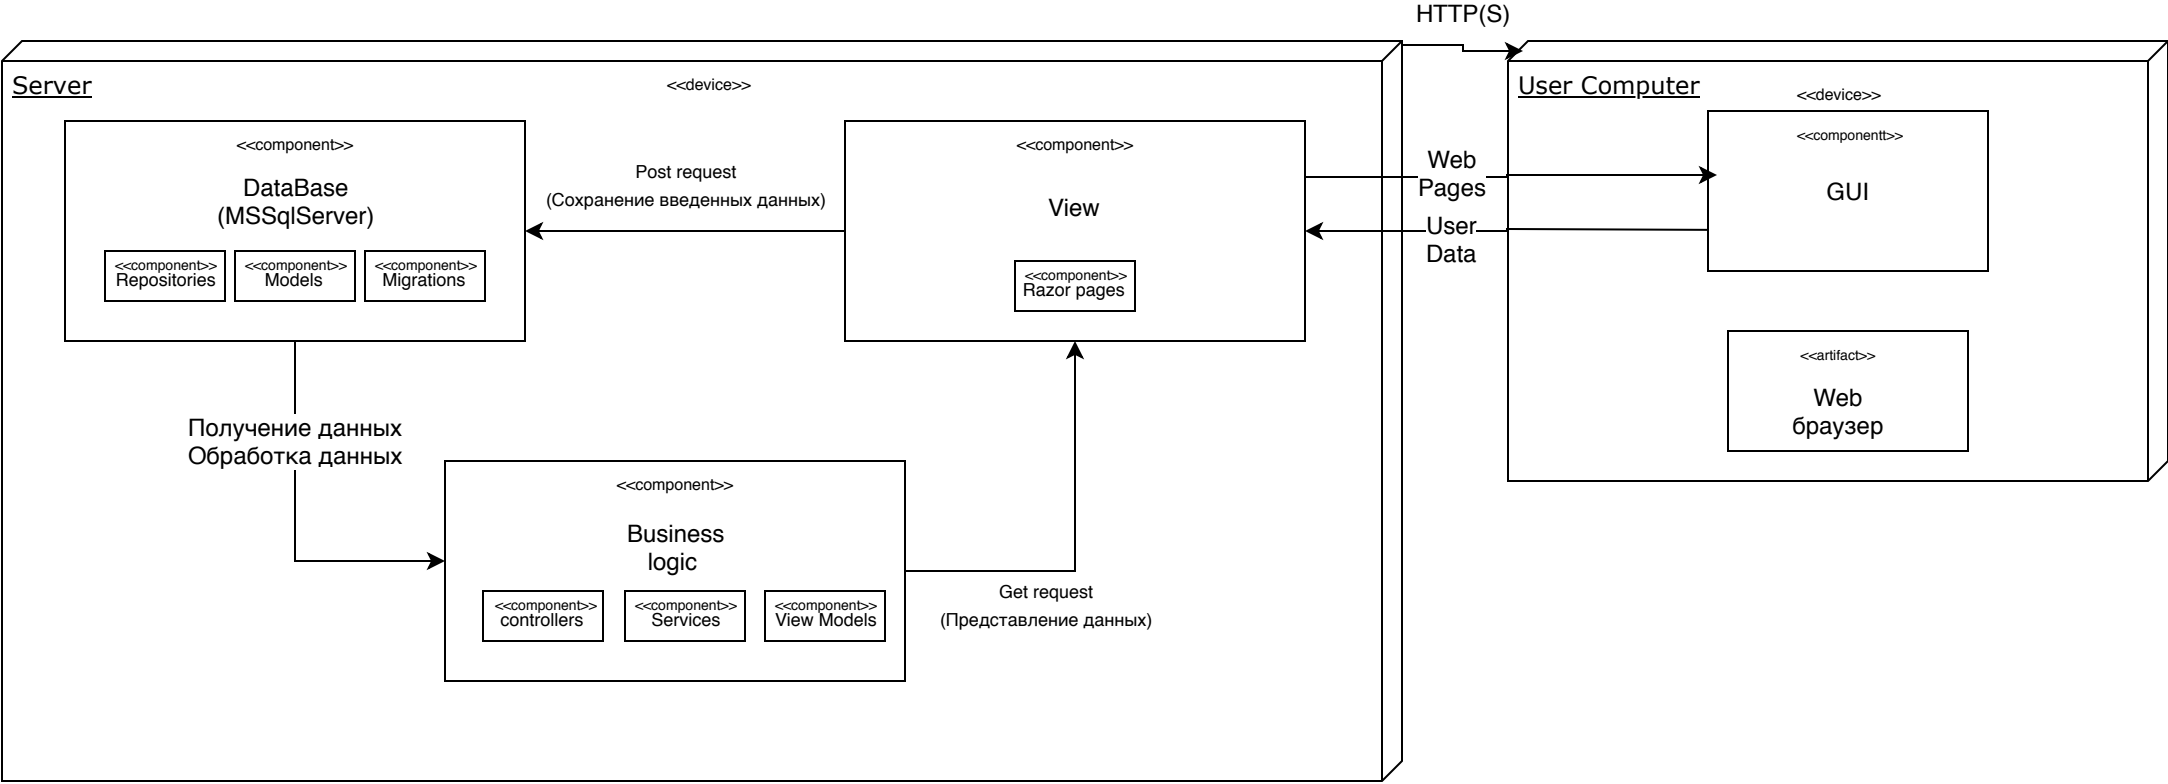 HTTP(S)
Server
<<device>>
<<component>>
DataBase
(MSSqlServer)
<<component>>
Repositories
<<component>>
Models
<<component>>
Migrations
Post request
(Сохранение введенных данных)
<<component>>
View
<<component>>
Razor pages
Web
Pages
User
Data
User Computer
<<device>>
<<componentt>>
GUI
<<artifact>>
Web
браузер
Получение данных
Обработка данных
<<component>>
Business
logic
<<component>>
controllers
<<component>>
Services
<<component>>
View Models
Get request
(Представление данных)